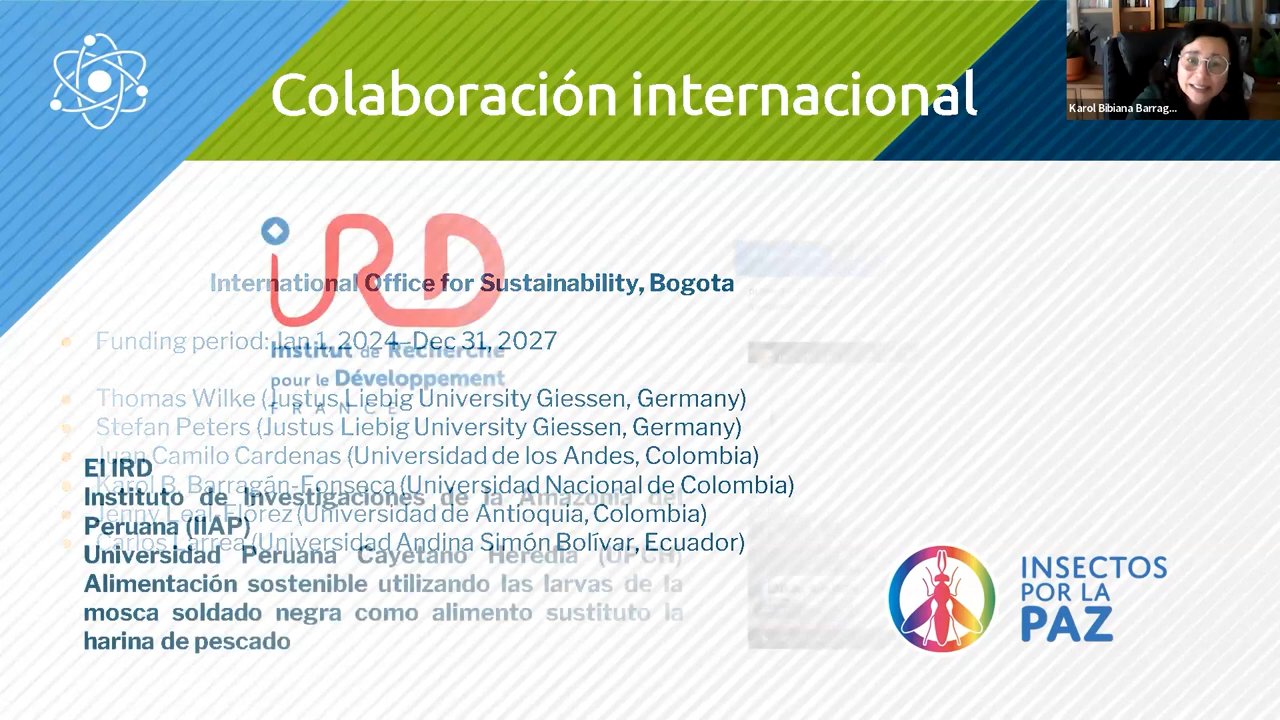 Colaboración internacional
Karol Bibiana Barrag...
iRD
Institut de Recherche
pour le Développement
FRANCE
International Office for Sustainability, Bogota
Funding period: Jan 1, 2024–Dec 31, 2027
Thomas Wilke (Justus Liebig University Giessen, Germany)
Stefan Peters (Justus Liebig University Giessen, Germany)
Juan Camilo Cardenas (Universidad de los Andes, Colombia)
Karol B. Barragán-Fonseca (Universidad Nacional de Colombia)
Jenny Leal-Flórez (Universidad de Antioquia, Colombia)
Carlos Larrea (Universidad Andina Simón Bolívar, Ecuador)
El IRD
Instituto de Investigaciones de la Amazonía del
Peruana (IIAP)
Universidad Peruana Cayetano Heredia (UPCH)
Alimentación sostenible utilizando las larvas de la
mosca soldado negra como alimento sustituto la
harina de pescado
INSECTOS
POR LA
PAZ